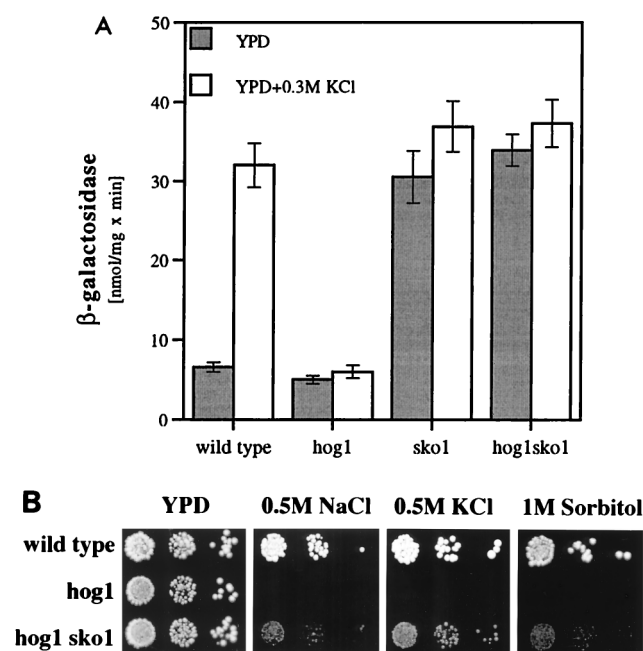 A
50
YPD
YPD+0.3M KCl
40
30
20
10
0
β-galactosidase
[nmol/mg x min]
wild type hog1 sko1 hog1sko1
B
YPD 0.5M NaCl 0.5M KCl 1M Sorbitol
wild type
hog1
hog1 sko1